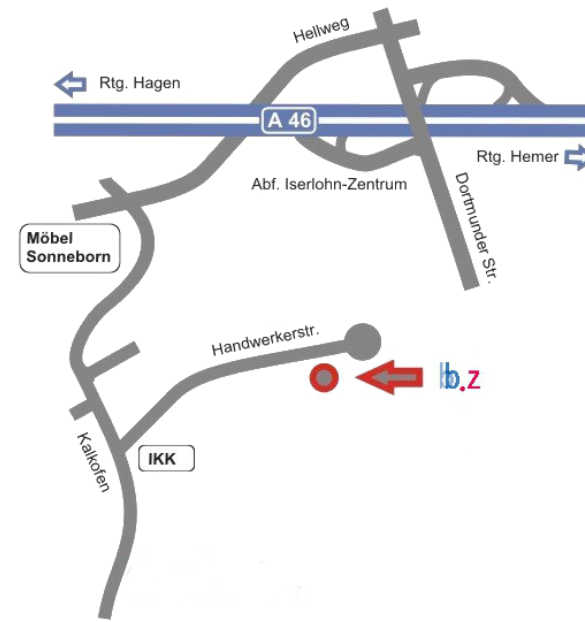 Hellweg
Rtg. Hagen
A 46
Rtg. Hemer
Abf. Iserlohn-Zentrum
Dortmunder Str.
Möbel
Sonneborn
Handwerkerstr.
b.z
Kalkofen
IKK